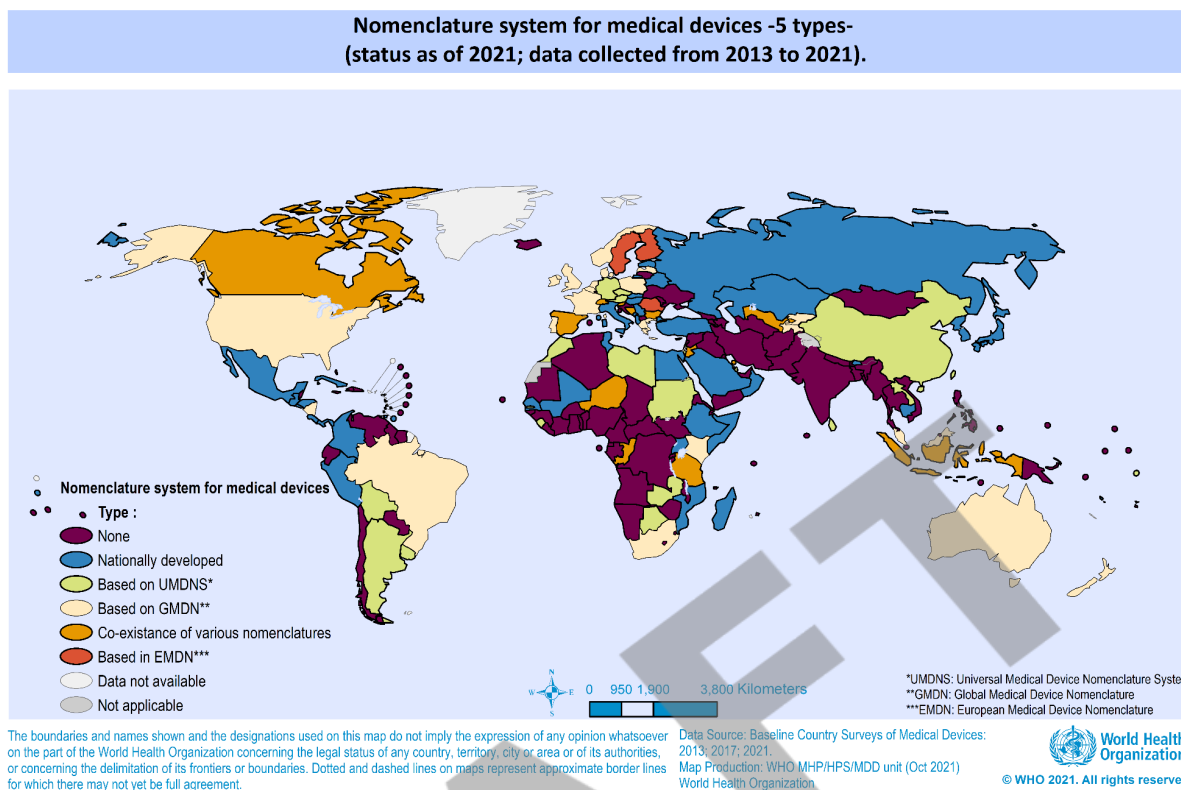 Nomenclature system for medical devices -5 types-
(status as of 2021; data collected from 2013 to 2021).
Nomenclature system for medical devices
Type :
None
Nationally developed
Based on UMDNS*
Based on GMDN**
Co-existance of various nomenclatures
Based in EMDN***
Data not available
Not applicable
N
W E
S
0 950 1,900 3,800 Kilometers
*UMDNS: Universal Medical Device Nomenclature Syste
**GMDN: Global Medical Device Nomenclature
***EMDN: European Medical Device Nomenclature
The boundaries and names shown and the designations used on this map do not imply the expression of any opinion whatsoever
on the part of the World Health Organization concerning the legal status of any country, territory, city or area or of its authorities,
or concerning the delimitation of its frontiers or boundaries. Dotted and dashed lines on maps represent approximate border lines
for which there may not yet be full agreement.
Data Source: Baseline Country Surveys of Medical Devices:
2013; 2017; 2021.
Map Production: WHO MHP/HPS/MDD unit (Oct 2021)
World Health Organization
World Health
Organization
© WHO 2021. All rights reserve
FT